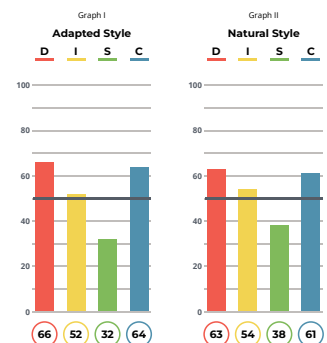 Graph I
Adapted Style
D I S C
100
80
60
40
20
0
66 52 32 64
Graph II
Natural Style
D I S C
100
80
60
40
20
0
63 54 38 61